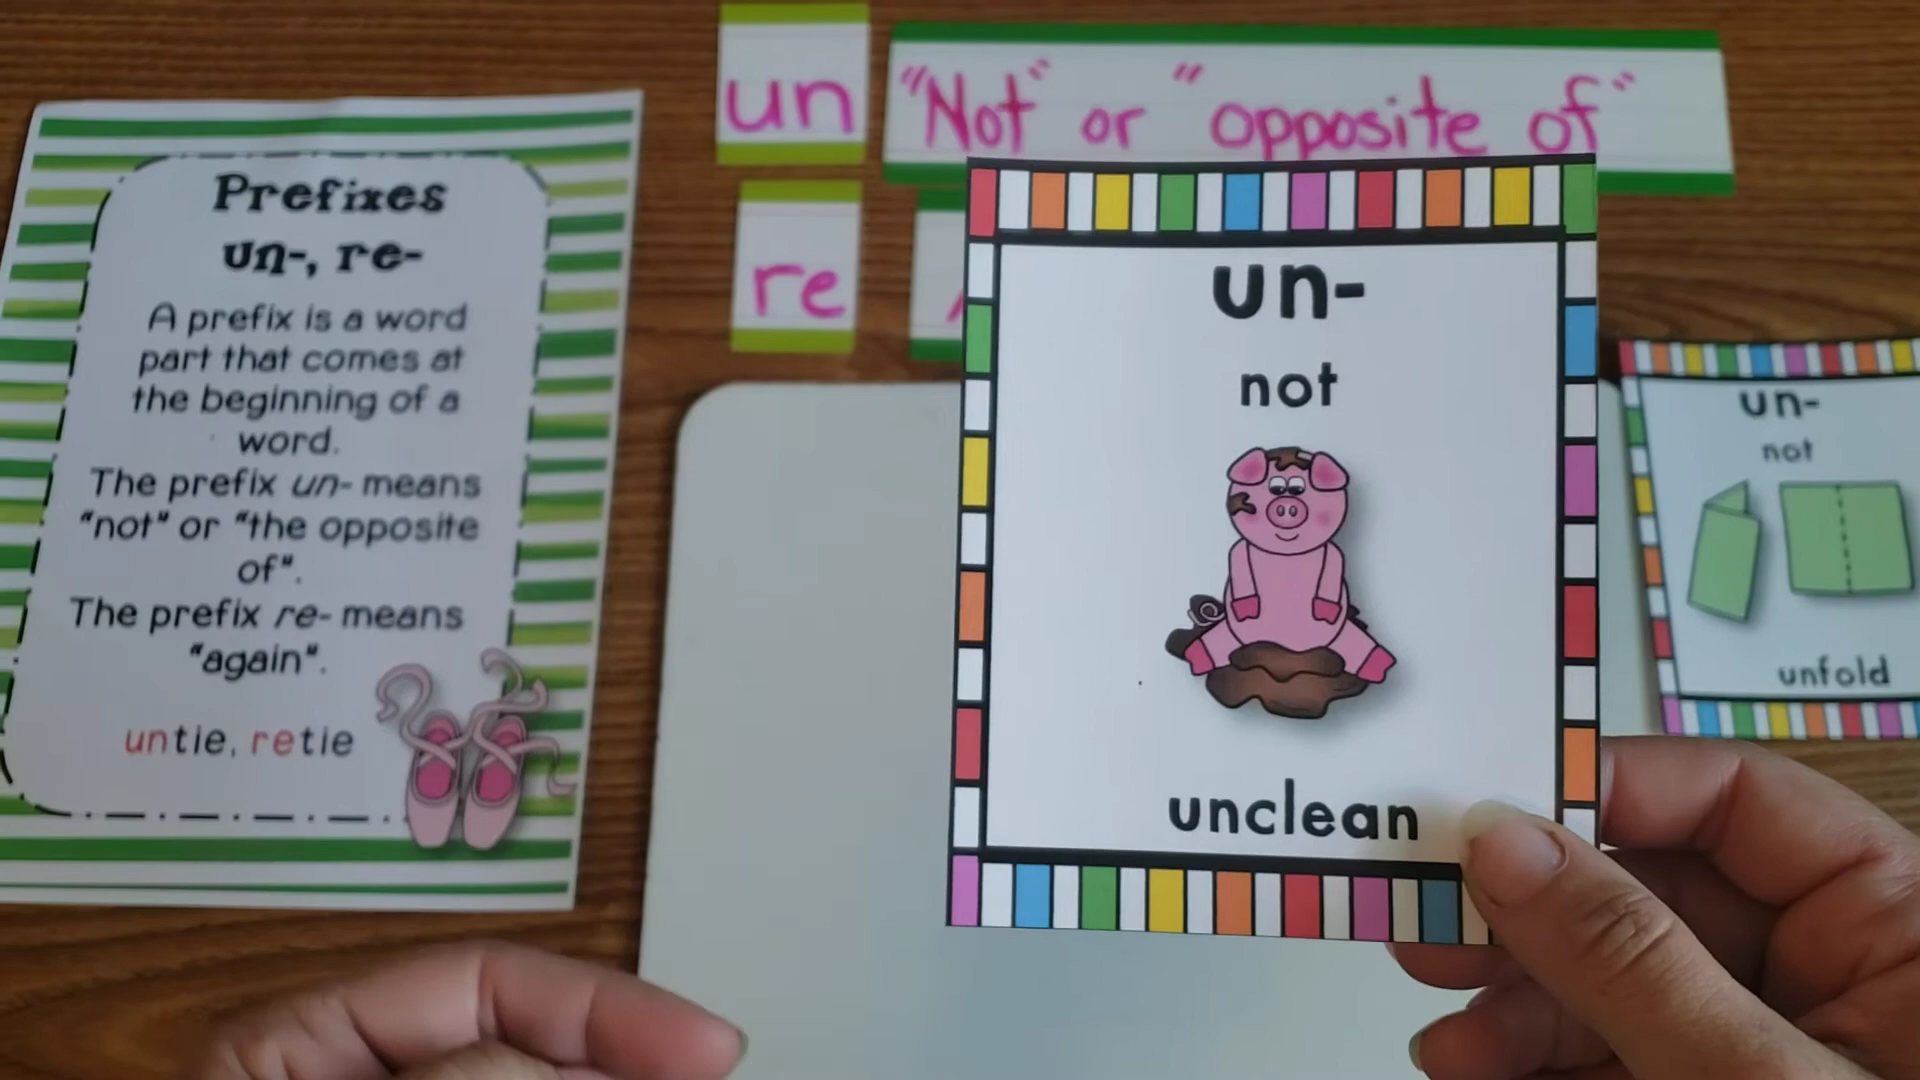 Prefixes
un-, re-
A prefix is a word
part that comes at
the beginning of a
word.
The prefix un- means
"not" or "the opposite
of".
The prefix re- means
"again".
untie, retie
un
"Not" or "opposite of"
re
un-
not
unclean
un-
not
unfold